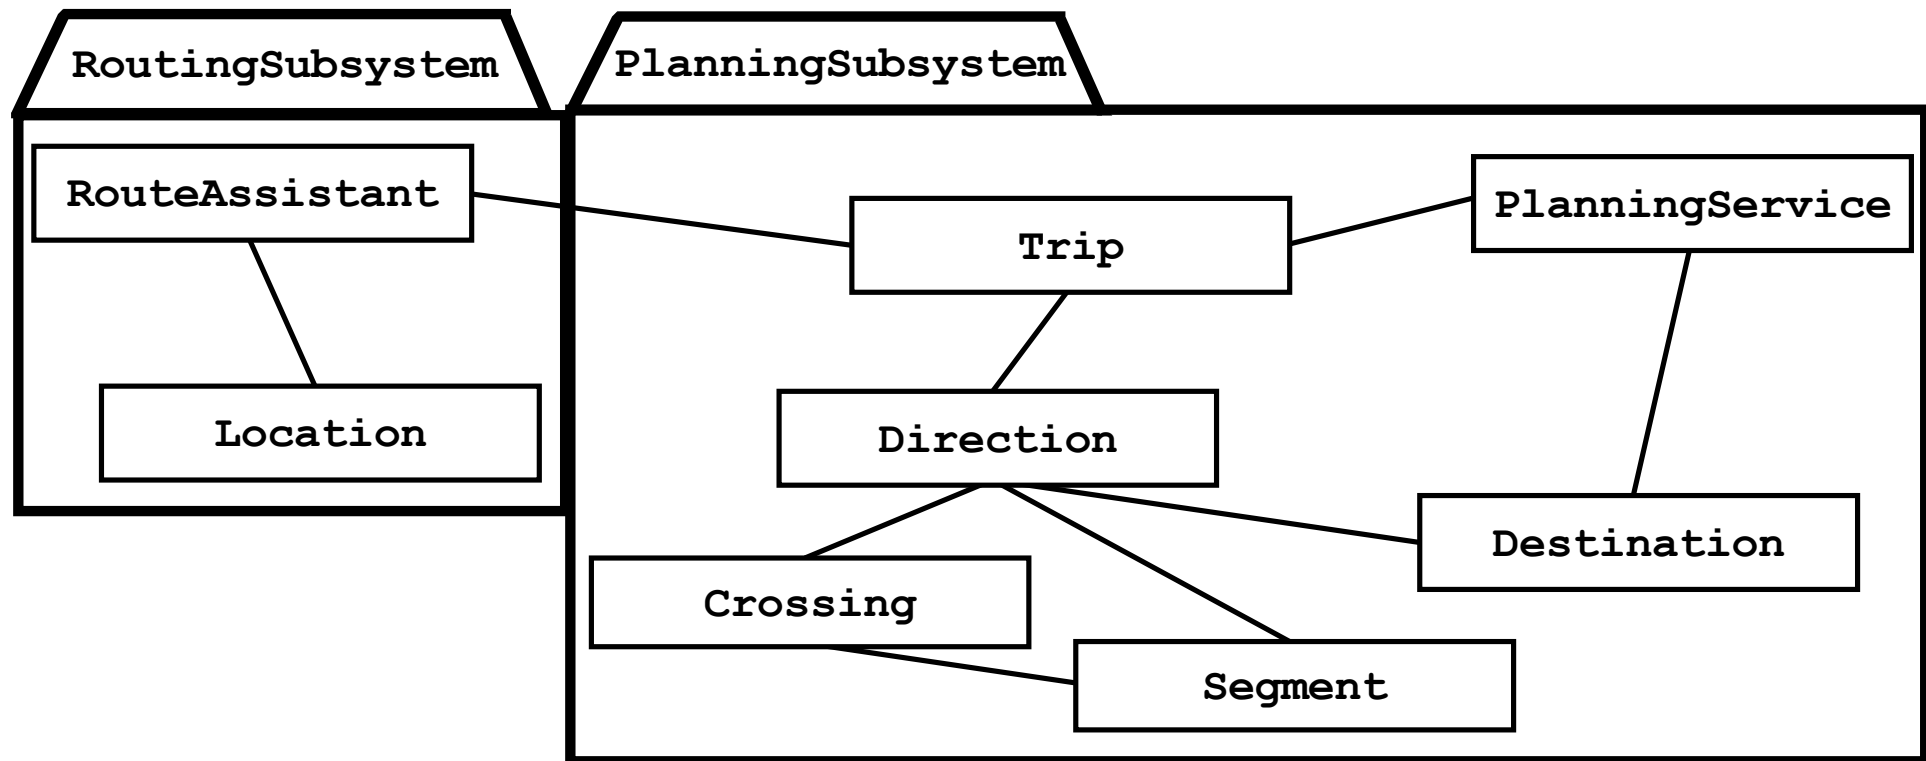 RoutingSubsystem
PlanningSubsystem
RouteAssistant
PlanningService
Trip
Location
Direction
Destination
Crossing
Segment